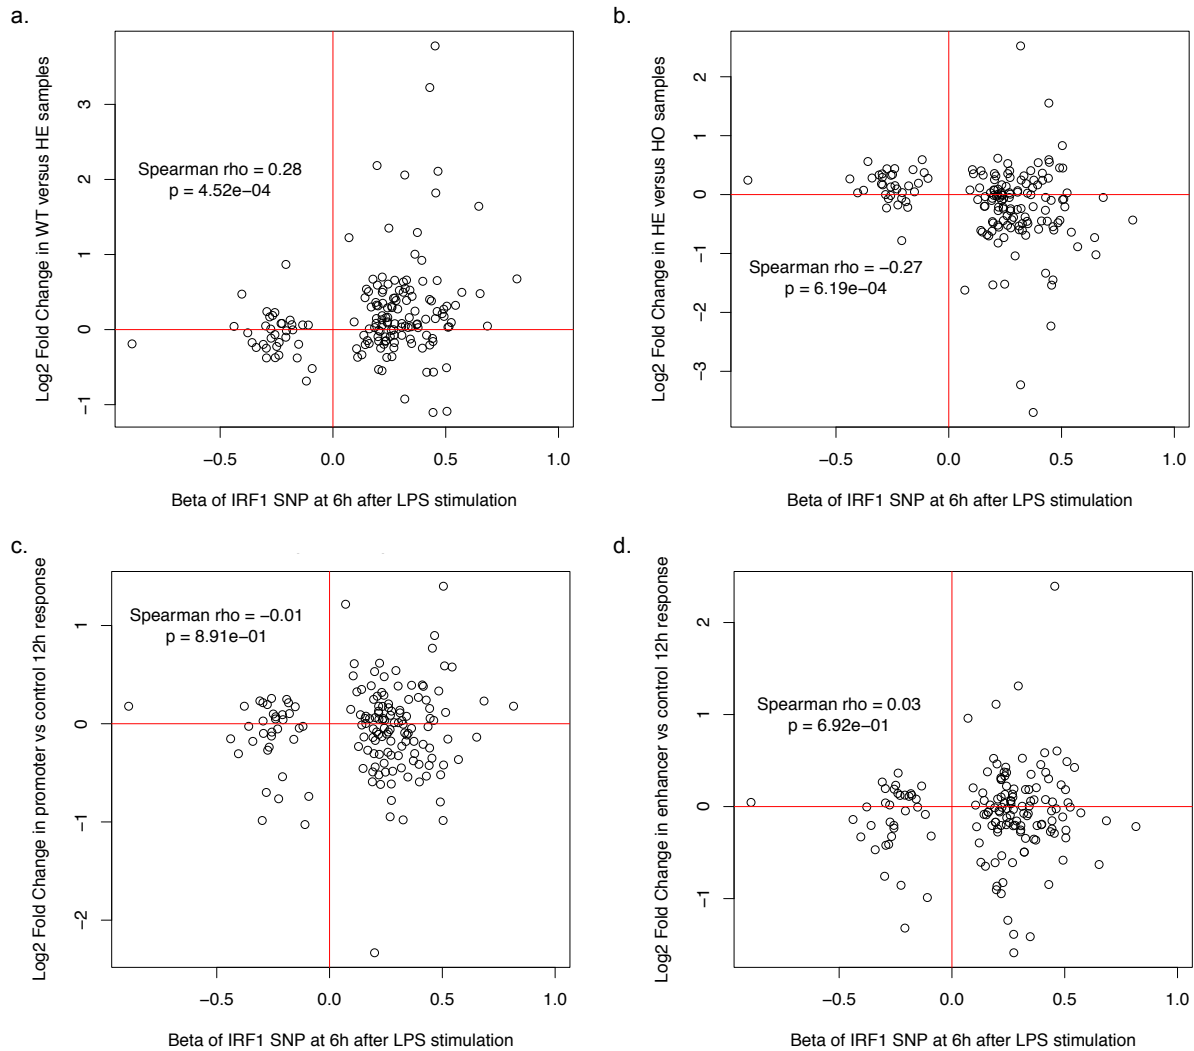 a.
Log2 Fold Change in WT versus HE samples
3
2
1
0
−1
Spearman rho = 0.28
p = 4.52e−04
−0.5 0.0 0.5 1.0
Beta of IRF1 SNP at 6h after LPS stimulation
b.
Log2 Fold Change in HE versus HO samples
2
1
0
−1
−2
−3
Spearman rho = −0.27
p = 6.19e−04
−0.5 0.0 0.5 1.0
Beta of IRF1 SNP at 6h after LPS stimulation
c.
Log2 Fold Change in promoter vs control 12h response
1
0
−1
−2
Spearman rho = −0.01
p = 8.91e−01
−0.5 0.0 0.5 1.0
Beta of IRF1 SNP at 6h after LPS stimulation
d.
Log2 Fold Change in enhancer vs control 12h response
2
1
0
−1
Spearman rho = 0.03
p = 6.92e−01
−0.5 0.0 0.5 1.0
Beta of IRF1 SNP at 6h after LPS stimulation